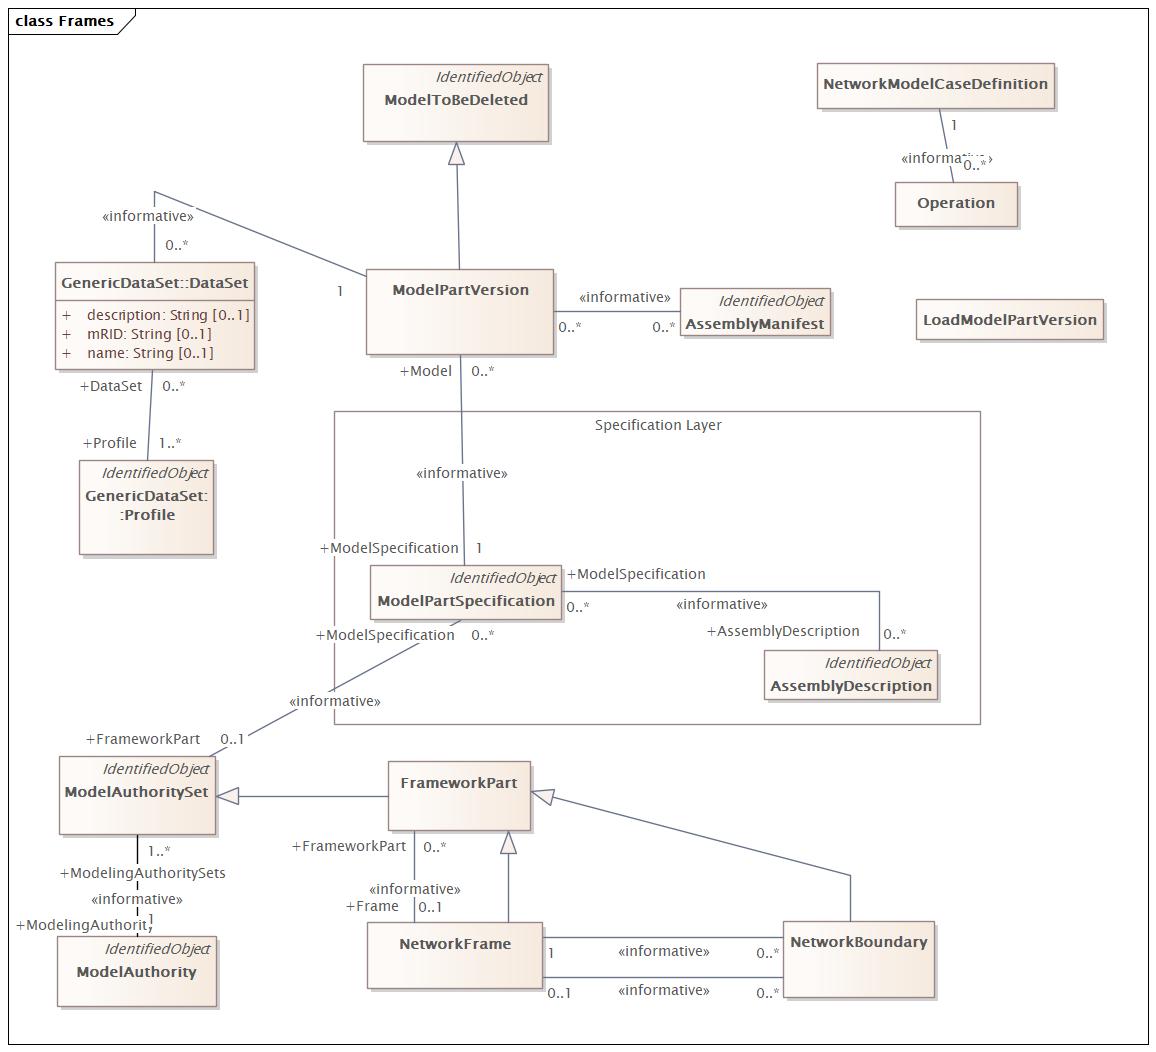 class Frames
IdentifiedObject
ModelToBeDeleted
NetworkModelCaseDefinition
1
«informative»
0..*
Operation
«informative»
0..*
GenericDataSet::DataSet
+ description: String [0..1]
+ mRID: String [0..1]
+ name: String [0..1]
1
ModelPartVersion
«informative»
0..*
0..*
IdentifiedObject
AssemblyManifest
LoadModelPartVersion
+DataSet 0..*
+Profile 1..*
IdentifiedObject
GenericDataSet:
:Profile
+Model 0..*
Specification Layer
«informative»
+ModelSpecification 1
IdentifiedObject
ModelPartSpecification
+ModelSpecification
0..*
«informative»
+AssemblyDescription 0..*
IdentifiedObject
AssemblyDescription
+ModelSpecification 0..*
«informative»
+FrameworkPart 0..1
IdentifiedObject
ModelAuthoritySet
FrameworkPart
1..*
+ModelingAuthoritySets
«informative»
1
+ModelingAuthority
IdentifiedObject
ModelAuthority
+FrameworkPart 0..*
«informative»
+Frame 0..1
NetworkFrame
1
«informative»
0..*
0..1
«informative»
0..*
NetworkBoundary